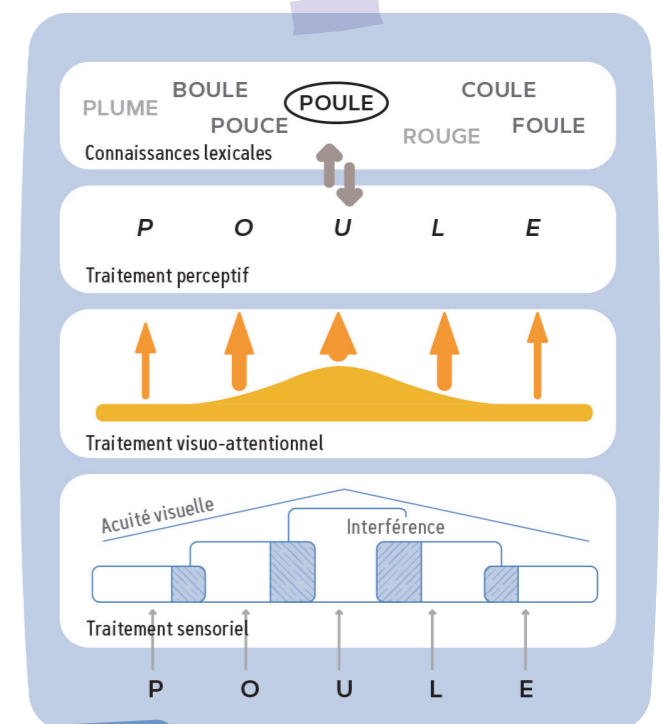 BOULE
COULE
PLUME
POULE
POUCE
FOULE
ROUGE
Connaissances lexicales
P O U L E
Traitement perceptif
Traitement visuo-attentionnel
Acuité visuelle
Interférence
Traitement sensoriel
P O U L E